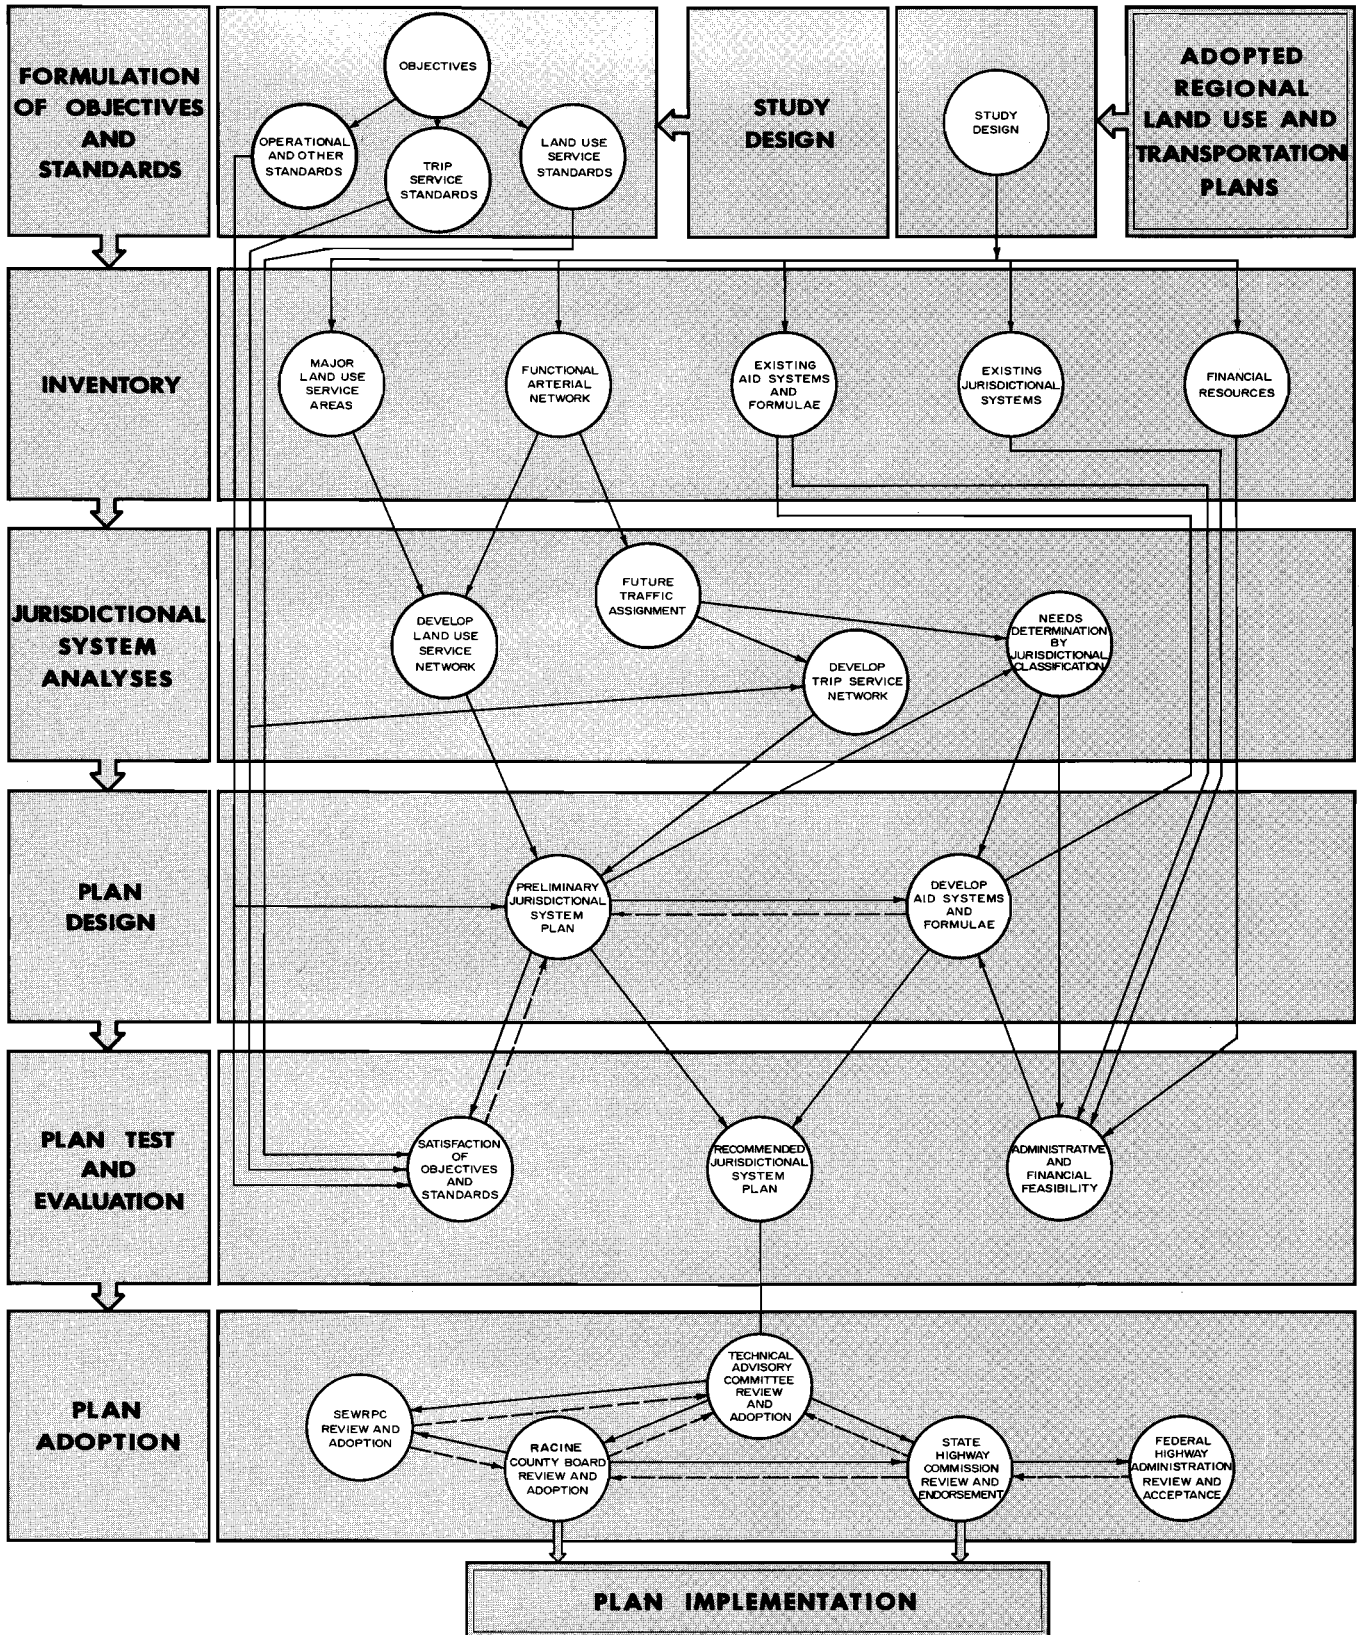 FORMULATION
OF OBJECTIVES
AND
STANDARDS
OBJECTIVES
OPERATIONAL
AND OTHER
STANDARDS
TRIP
SERVICE
STANDARDS
LAND USE
SERVICE
STANDARDS
STUDY
DESIGN
STUDY
DESIGN
ADOPTED
REGIONAL
LAND USE AND
TRANSPORTATION
PLANS
INVENTORY
MAJOR
LAND USE
SERVICE
AREAS
FUNCTIONAL
ARTERIAL
NETWORK
EXISTING
AID SYSTEMS
AND
FORMULAE
EXISTING
JURISDICTIONAL
SYSTEMS
FINANCIAL
RESOURCES
JURISDICTIONAL
SYSTEM
ANALYSES
DEVELOP
LAND USE
SERVICE
NETWORK
FUTURE
TRAFFIC
ASSIGNMENT
DEVELOP
TRIP SERVICE
NETWORK
NEEDS
DETERMINATION
BY
JURISDICTIONAL
CLASSIFICATION
PLAN
DESIGN
PRELIMINARY
JURISDICTIONAL
SYSTEM
PLAN
DEVELOP
AID SYSTEMS
AND
FORMULAE
PLAN TEST
AND
EVALUATION
SATISFACTION
OF
OBJECTIVES
AND
STANDARDS
RECOMMENDED
JURISDICTIONAL
SYSTEM
PLAN
ADMINISTRATIVE
AND
FINANCIAL
FEASIBILITY
PLAN
ADOPTION
SEWRPC
REVIEW AND
ADOPTION
RACINE
COUNTY BOARD
REVIEW AND
ADOPTION
TECHNICAL
ADVISORY
COMMITTEE
REVIEW
AND
ADOPTION
STATE
HIGHWAY
COMMISSION
REVIEW AND
ENDORSEMENT
FEDERAL
HIGHWAY
ADMINISTRATION
REVIEW AND
ACCEPTANCE
PLAN IMPLEMENTATION